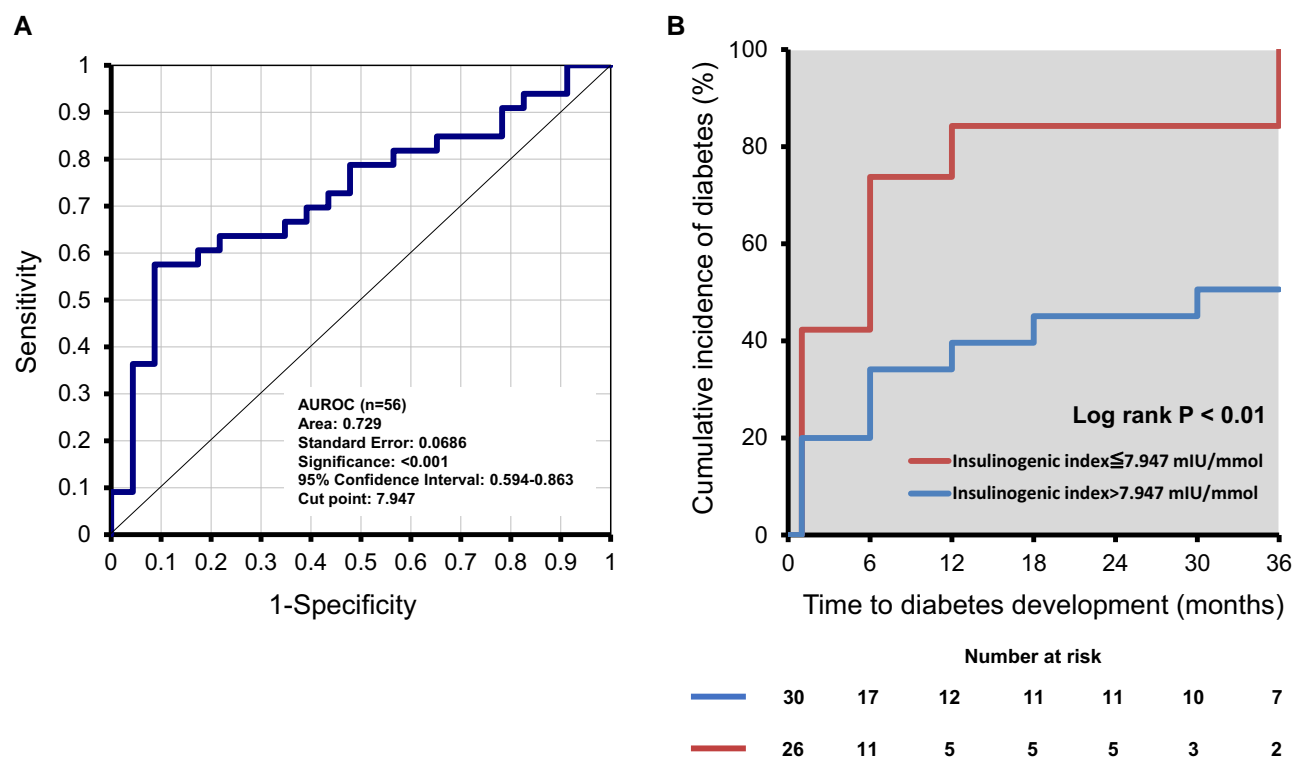 A
1
0.9
0.8
0.7
0.6
0.5
0.4
0.3
0.2
0.1
0
Sensitivity
0 0.1 0.2 0.3 0.4 0.5 0.6 0.7 0.8 0.9 1
1-Specificity
AUROC (n=56)
Area: 0.729
Standard Error: 0.0686
Significance: <0.001
95% Confidence Interval: 0.594-0.863
Cut point: 7.947
B
100
80
60
40
20
0
Cumulative incidence of diabetes (%)
Log rank P < 0.01
Insulinogenic index≦7.947 mIU/mmol
Insulinogenic index>7.947 mIU/mmol
0 6 12 18 24 30 36
Time to diabetes development (months)
Number at risk
30 17 12 11 11 10 7
26 11 5 5 5 3 2